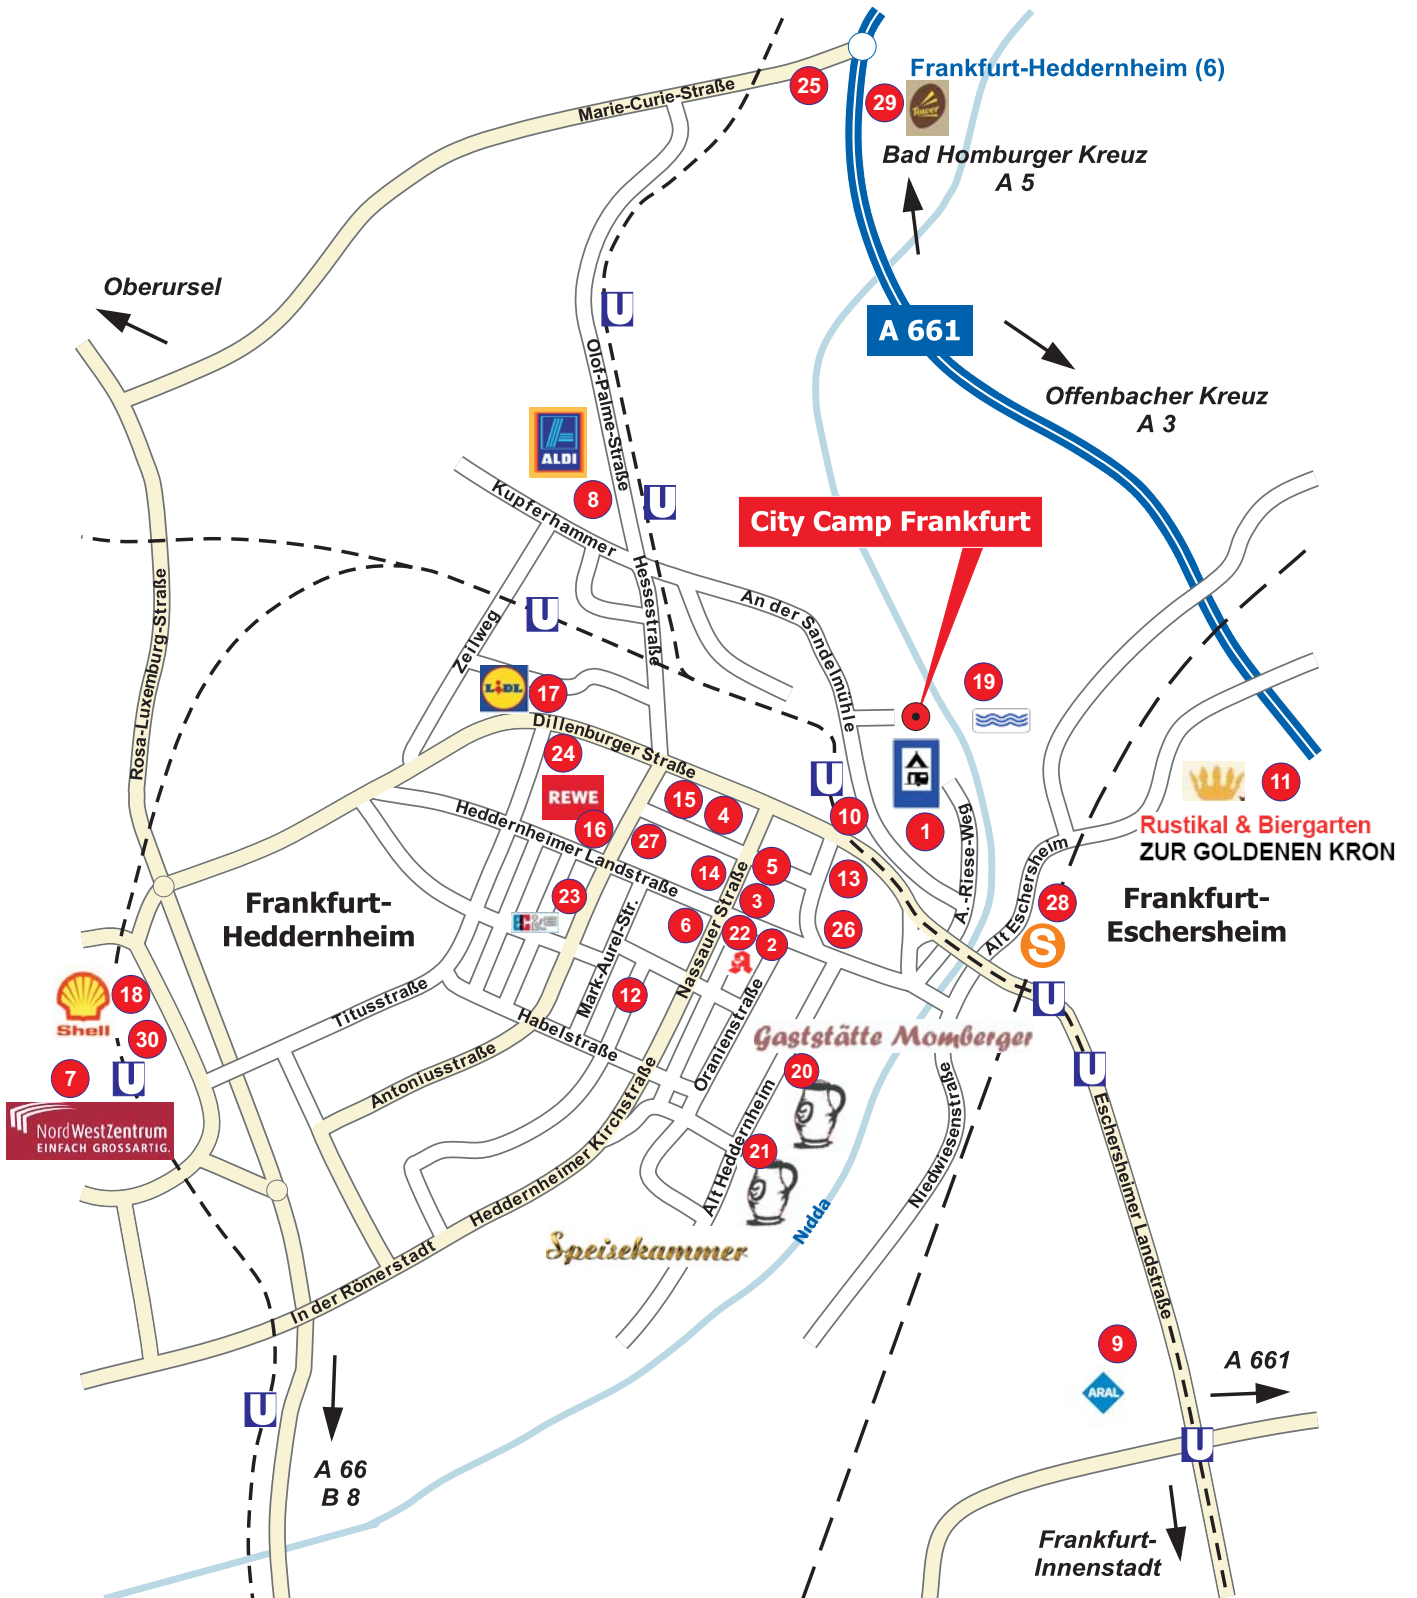 Frankfurt-Heddernheim (6)
25
29
Tower
Marie-Curie-Straße
Bad Homburger Kreuz
A 5
Oberursel
U
A 661
Offenbacher Kreuz
A 3
Olof-Palme-Straße
ALDI
8
U
Kupferhammer
City Camp Frankfurt
Hessestraße
An der Sandelmühle
Rosa-Luxemburg-Straße
U
Zeilweg
LIDL
17
19
Dillenburger Straße
24
U
REWE
15
4
10
1
11
Rustikal & Biergarten
ZUR GOLDENEN KRON
Heddernheimer Landstraße
16
27
14
5
13
A.-Riese-Weg
Alt Eschersheim
Frankfurt-
Heddernheim
23
EC
Mark-Aurel-Str.
6
Nassauer Straße
3
22
2
26
28
S
Frankfurt-
Eschersheim
Shell
18
30
7
U
NordWestZentrum
EINFACH GROSSARTIG.
Titusstraße
12
Habelstraße
Antoniusstraße
Oranienstraße
Gaststätte Momberger
U
U
20
21
Alt Heddernheim
Niedwiesenstraße
Eschersheimer Landstraße
Heddernheimer Kirchstraße
In der Römerstadt
Speisekammer
Nidda
9
ARAL
A 661
U
U
A 66
B 8
Frankfurt-
Innenstadt